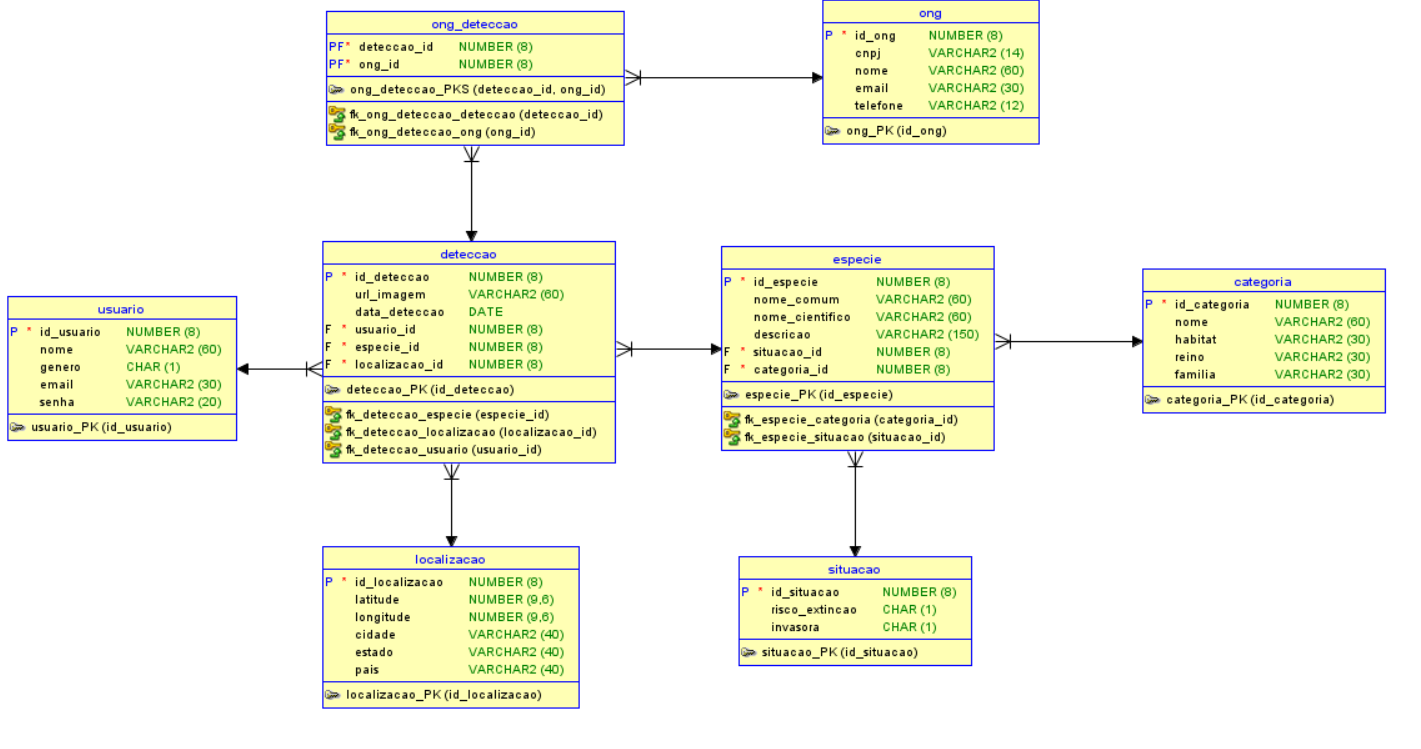 ong_deteccao
PF* deteccao_id NUMBER (8)
PF* ong_id NUMBER (8)
ong_deteccao_PKS (deteccao_id, ong_id)
fk_ong_deteccao_deteccao (deteccao_id)
fk_ong_deteccao_ong (ong_id)
ong
P * id_ong NUMBER (8)
cnpj VARCHAR2 (14)
nome VARCHAR2 (60)
email VARCHAR2 (30)
telefone VARCHAR2 (12)
ong_PK (id_ong)
usuario
P * id_usuario NUMBER (8)
nome VARCHAR2 (60)
genero CHAR (1)
email VARCHAR2 (30)
senha VARCHAR2 (20)
usuario_PK (id_usuario)
deteccao
P * id_deteccao NUMBER (8)
url_imagem VARCHAR2 (60)
data_deteccao DATE
F * usuario_id NUMBER (8)
F * especie_id NUMBER (8)
F * localizacao_id NUMBER (8)
deteccao_PK (id_deteccao)
fk_deteccao_especie (especie_id)
fk_deteccao_localizacao (localizacao_id)
fk_deteccao_usuario (usuario_id)
especie
P * id_especie NUMBER (8)
nome_comum VARCHAR2 (60)
nome_cientifico VARCHAR2 (60)
descricao VARCHAR2 (150)
F * situacao_id NUMBER (8)
F * categoria_id NUMBER (8)
especie_PK (id_especie)
fk_especie_categoria (categoria_id)
fk_especie_situacao (situacao_id)
categoria
P * id_categoria NUMBER (8)
nome VARCHAR2 (60)
habitat VARCHAR2 (30)
reino VARCHAR2 (30)
familia VARCHAR2 (30)
categoria_PK (id_categoria)
localizacao
P * id_localizacao NUMBER (8)
latitude NUMBER (9,6)
longitude NUMBER (9,6)
cidade VARCHAR2 (40)
estado VARCHAR2 (40)
pais VARCHAR2 (40)
localizacao_PK (id_localizacao)
situacao
P * id_situacao NUMBER (8)
risco_extincao CHAR (1)
invasora CHAR (1)
situacao_PK (id_situacao)